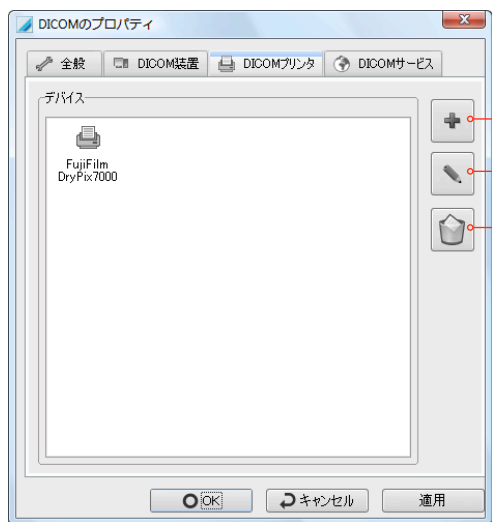 DICOMのプロパティ
全般 DICOM装置 DICOMプリンタ DICOMサービス
デバイス
FujiFilm
DryPix7000
OK キャンセル 適用